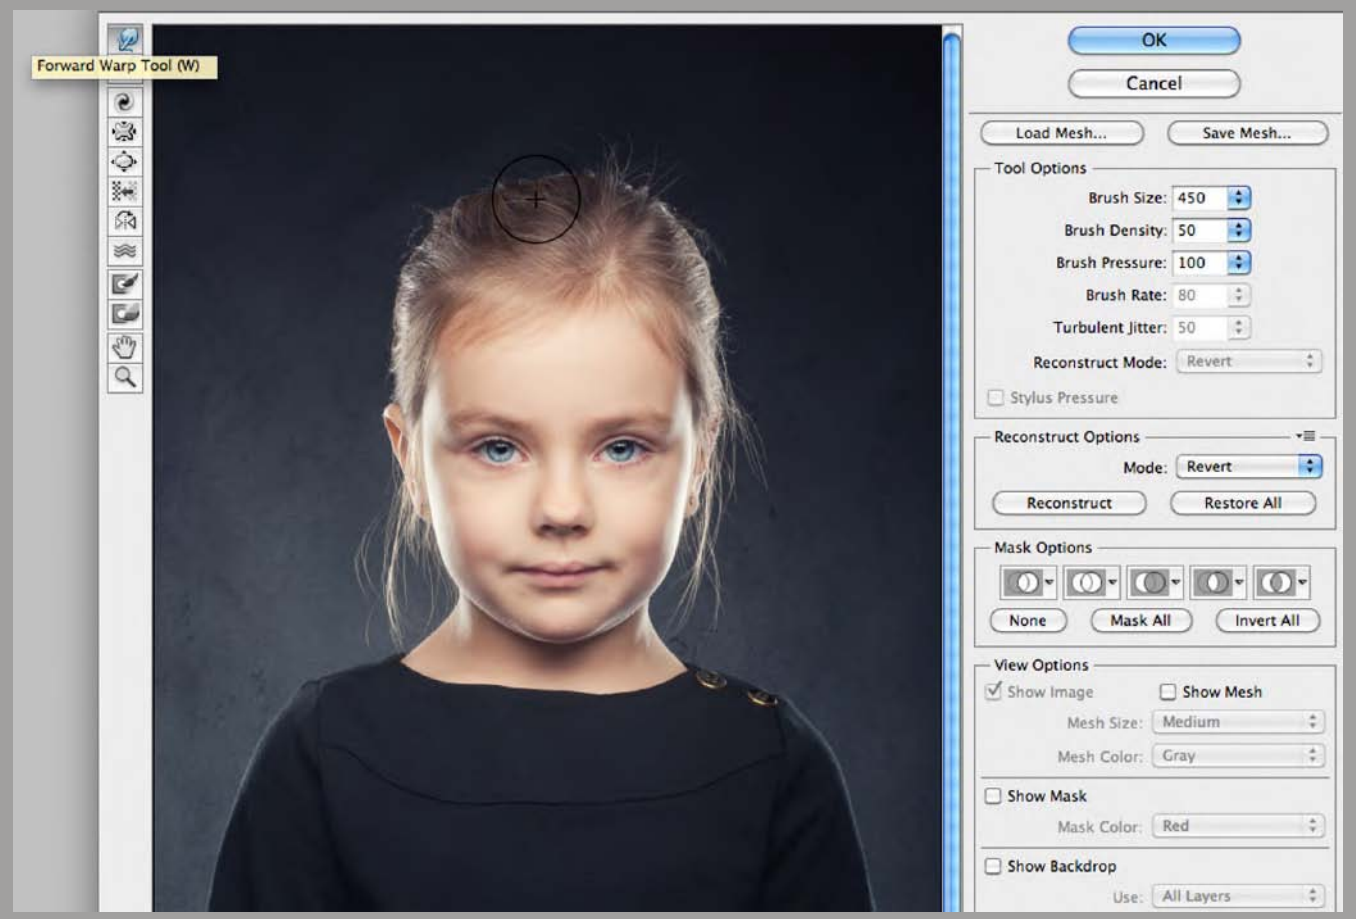 Forward Warp Tool (W)
OK
Cancel
Load Mesh...
Save Mesh...
Tool Options
Brush Size: 450
Brush Density: 50
Brush Pressure: 100
Brush Rate: 80
Turbulent Jitter: 50
Reconstruct Mode: Revert
Stylus Pressure
Reconstruct Options
Mode: Revert
Reconstruct
Restore All
Mask Options
None
Mask All
Invert All
View Options
Show Image
Show Mesh
Mesh Size: Medium
Mesh Color: Gray
Show Mask
Mask Color: Red
Show Backdrop
Use: All Layers